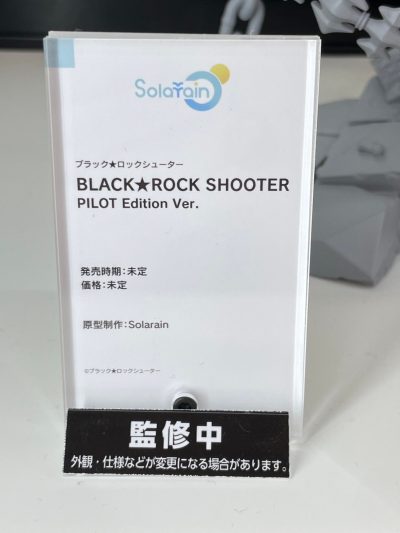 Solarain
ブラック★ロックシューター
BLACK★ROCK SHOOTER
PILOT Edition Ver.
発売時期：未定
価格：未定
原型制作：Solarain
©ブラック★ロックシューター
監修中
外観・仕様などが変更になる場合があります。